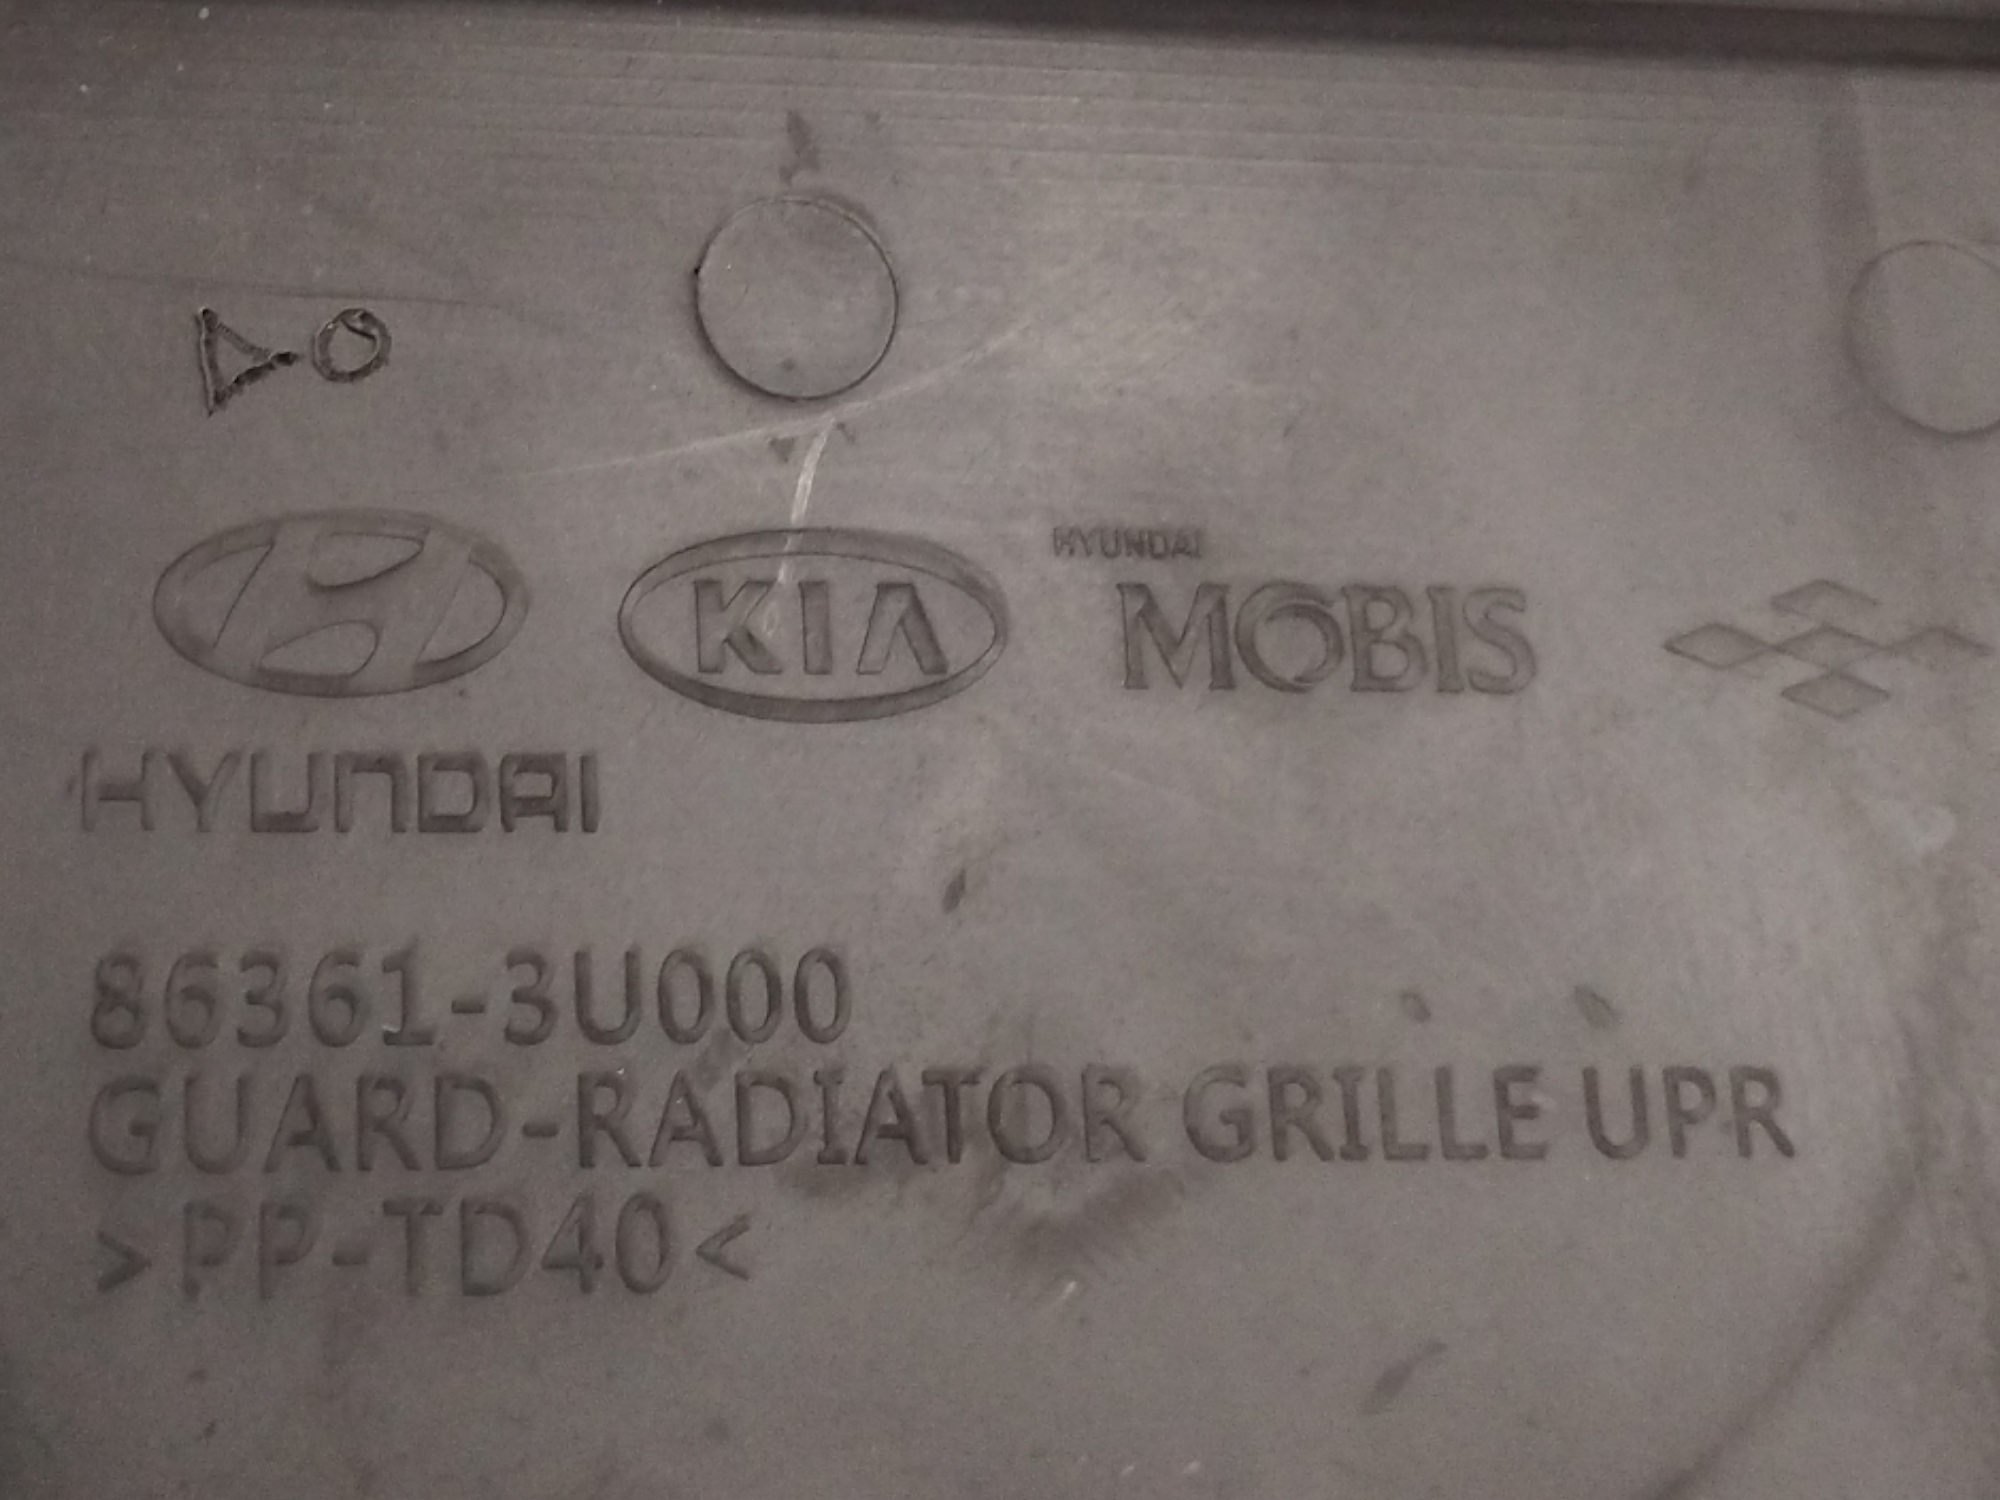 KIA
HYUNDAI
MOBIS
HYUNDAI
86361-3U000
GUARD-RADIATOR GRILLE UPR
>PP-TD40<